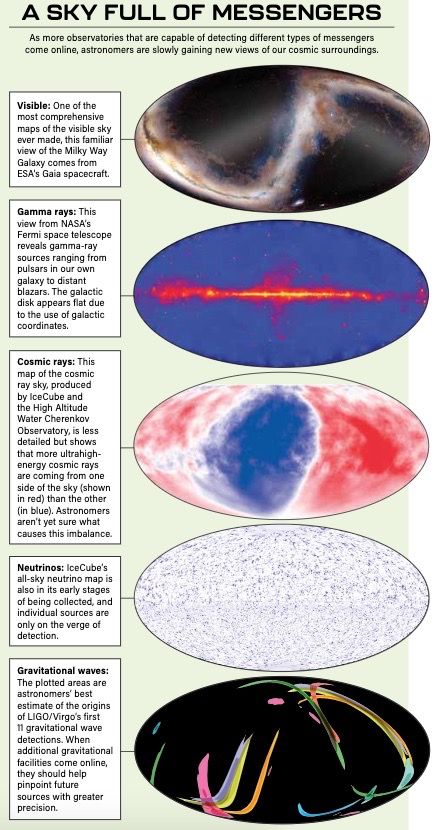 A SKY FULL OF MESSENGERS
As more observatories that are capable of detecting different types of messengers
come online, astronomers are slowly gaining new views of our cosmic surroundings.
Visible: One of the
most comprehensive
maps of the visible sky
ever made, this familiar
view of the Milky Way
Galaxy comes from
ESA's Gaia spacecraft.
Gamma rays: This
view from NASA's
Fermi space telescope
reveals gamma-ray
sources ranging from
pulsars in our own
galaxy to distant
blazars. The galactic
disk appears flat due
to the use of galactic
coordinates.
Cosmic rays: This
map of the cosmic
ray sky, produced
by IceCube and
the High Altitude
Water Cherenkov
Observatory, is less
detailed but shows
that more ultrahigh-
energy cosmic rays
are coming from one
side of the sky (shown
in red) than the other
(in blue). Astronomers
aren't yet sure what
causes this imbalance.
Neutrinos: IceCube's
all-sky neutrino map is
also in its early stages
of being collected, and
individual sources are
only on the verge of
detection.
Gravitational waves:
The plotted areas are
astronomers' best
estimate of the origins
of LIGO/Virgo's first
11 gravitational wave
detections. When
additional gravitational
facilities come online,
they should help
pinpoint future
sources with greater
precision.